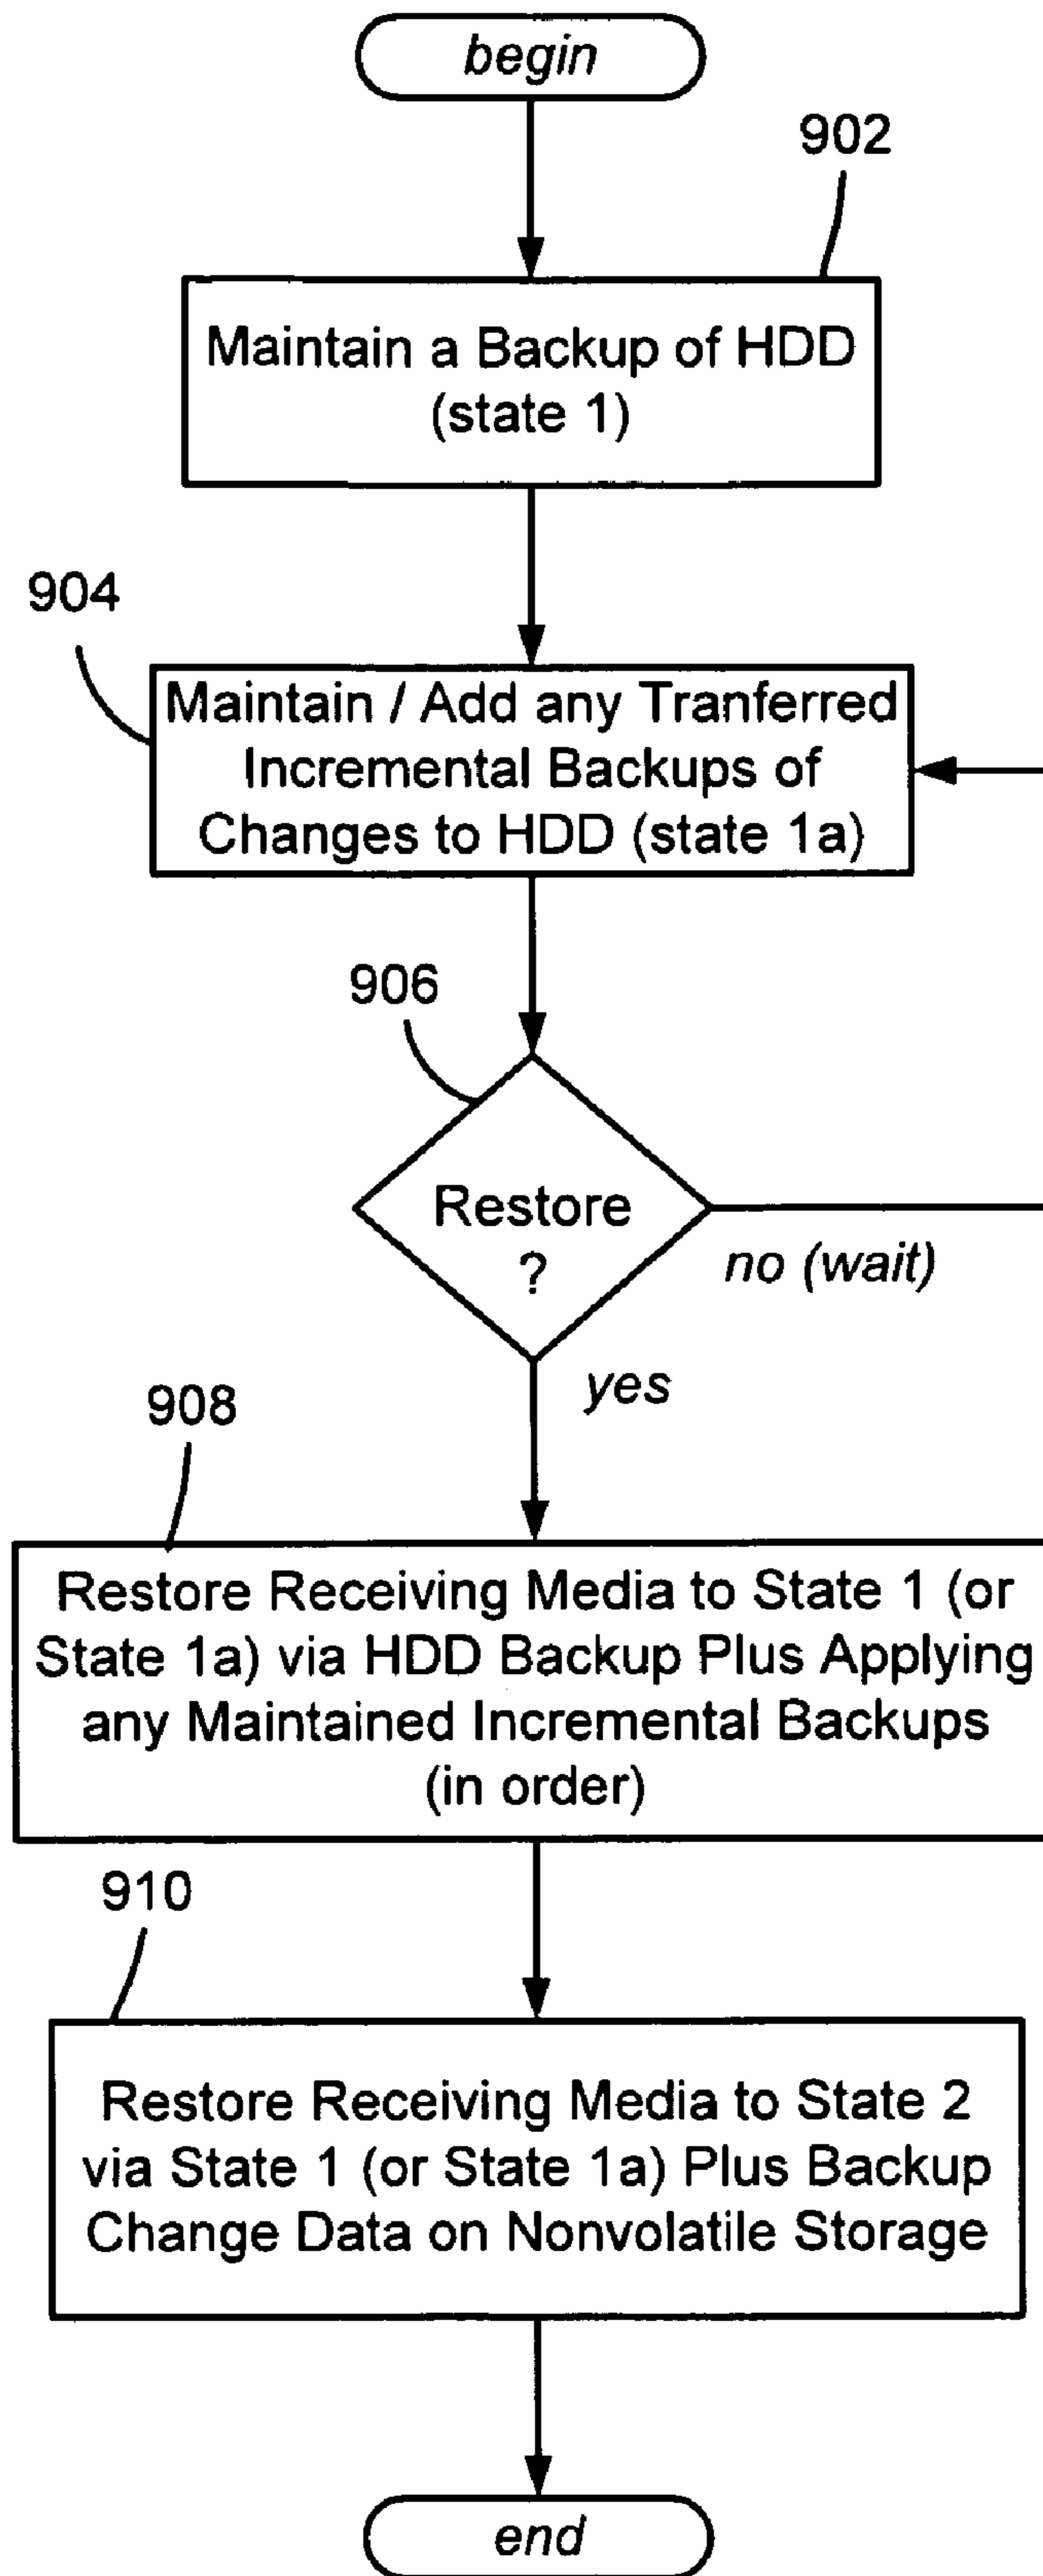 begin
902
Maintain a Backup of HDD
(state 1)
904
Maintain / Add any Tranferred
Incremental Backups of
Changes to HDD (state 1a)
906
Restore
?
no (wait)
yes
908
Restore Receiving Media to State 1 (or
State 1a) via HDD Backup Plus Applying
any Maintained Incremental Backups
(in order)
910
Restore Receiving Media to State 2
via State 1 (or State 1a) Plus Backup
Change Data on Nonvolatile Storage
end